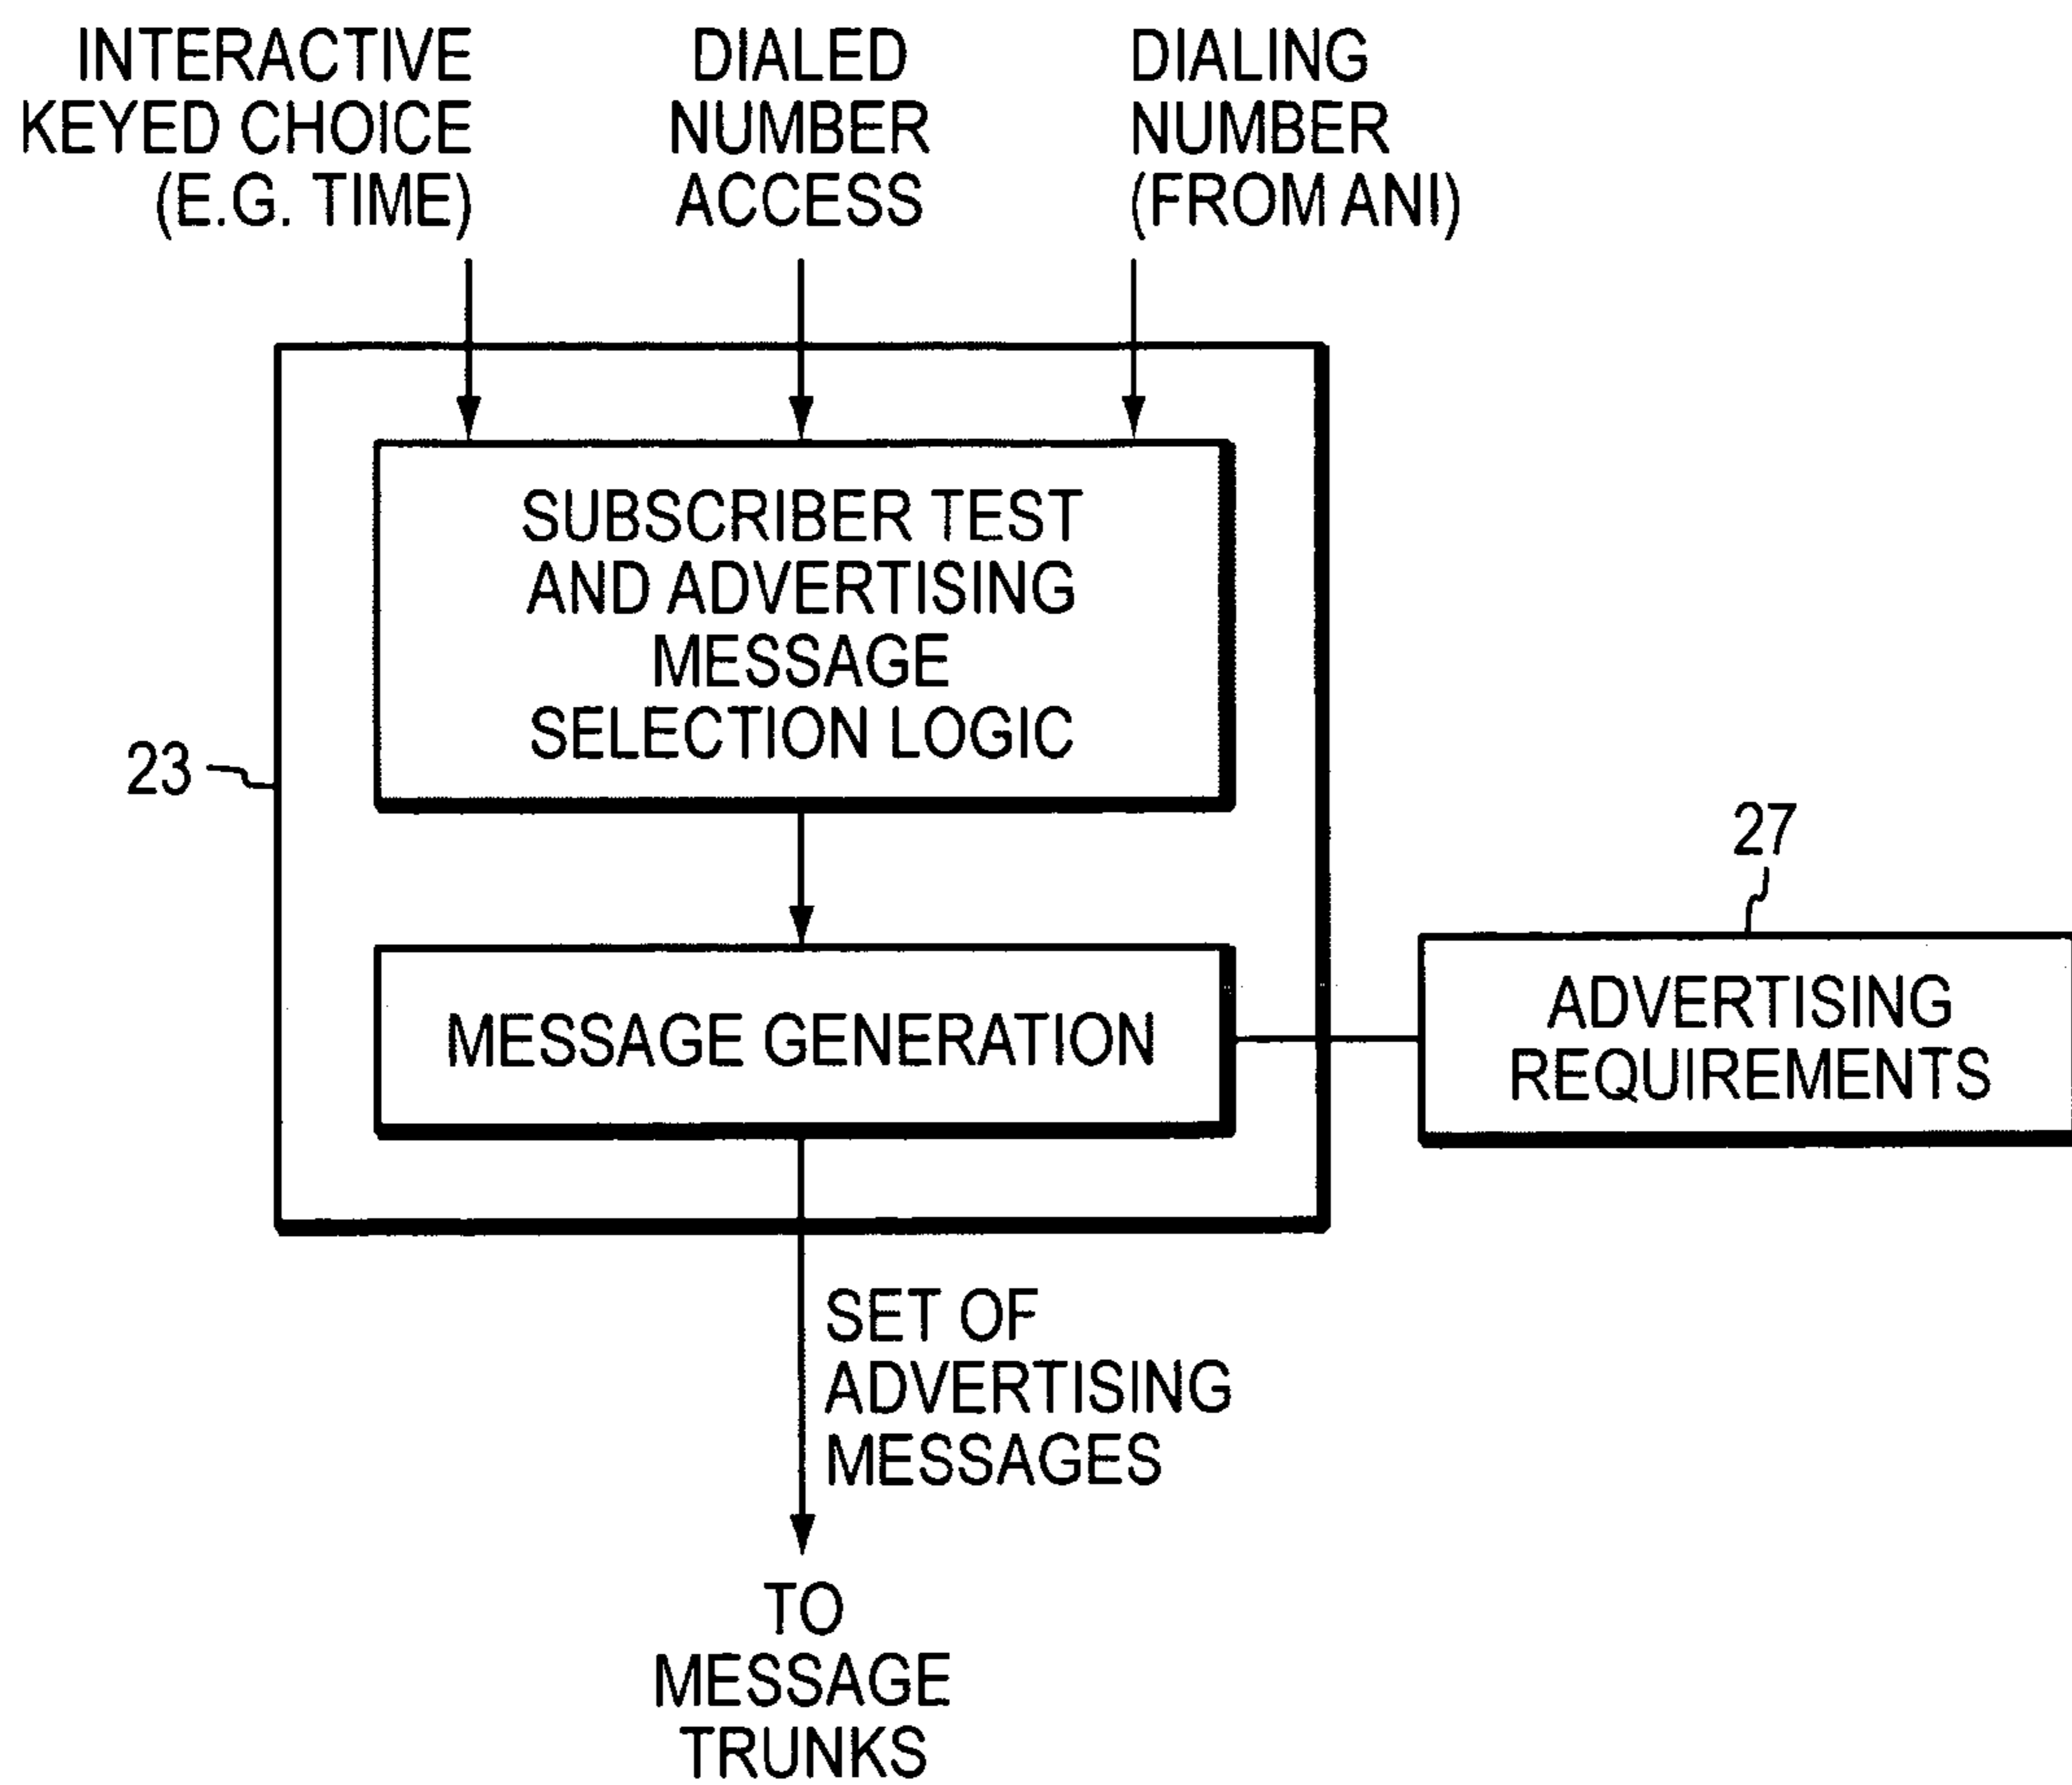 INTERACTIVE
KEYED CHOICE
(E.G. TIME)
DIALED
NUMBER
ACCESS
DIALING
NUMBER
(FROM ANI)
SUBSCRIBER TEST
AND ADVERTISING
MESSAGE
SELECTION LOGIC
23
27
MESSAGE GENERATION
ADVERTISING
REQUIREMENTS
SET OF
ADVERTISING
MESSAGES
TO
MESSAGE
TRUNKS